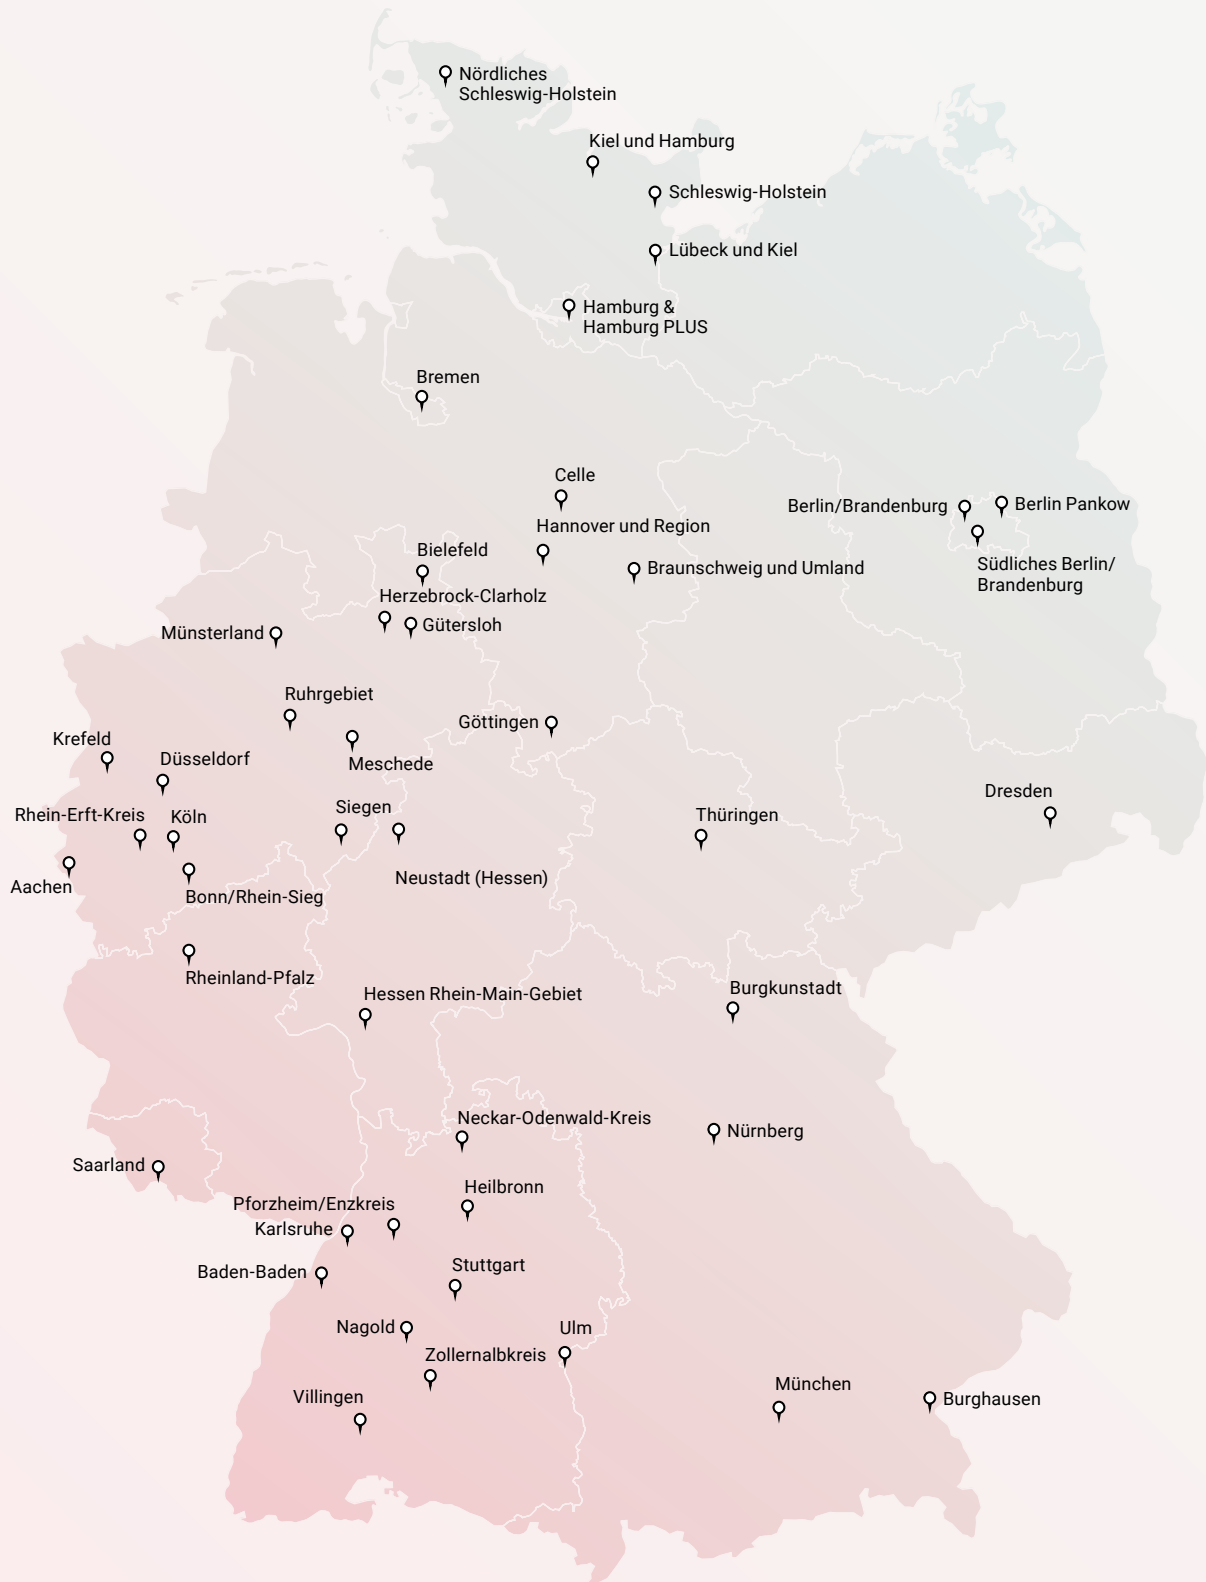 Nördliches
Schleswig-Holstein
Kiel und Hamburg
Schleswig-Holstein
Lübeck und Kiel
Hamburg &
Hamburg PLUS
Bremen
Celle
Berlin/Brandenburg
Berlin Pankow
Hannover und Region
Bielefeld
Braunschweig und Umland
Südliches Berlin/
Brandenburg
Herzebrock-Clarholz
Gütersloh
Münsterland
Ruhrgebiet
Göttingen
Krefeld
Düsseldorf
Meschede
Dresden
Siegen
Rhein-Erft-Kreis
Köln
Thüringen
Neustadt (Hessen)
Aachen
Bonn/Rhein-Sieg
Rheinland-Pfalz
Burgkunstadt
Hessen Rhein-Main-Gebiet
Neckar-Odenwald-Kreis
Nürnberg
Saarland
Heilbronn
Pforzheim/Enzkreis
Karlsruhe
Stuttgart
Baden-Baden
Nagold
Ulm
Zollernalbkreis
München
Villingen
Burghausen